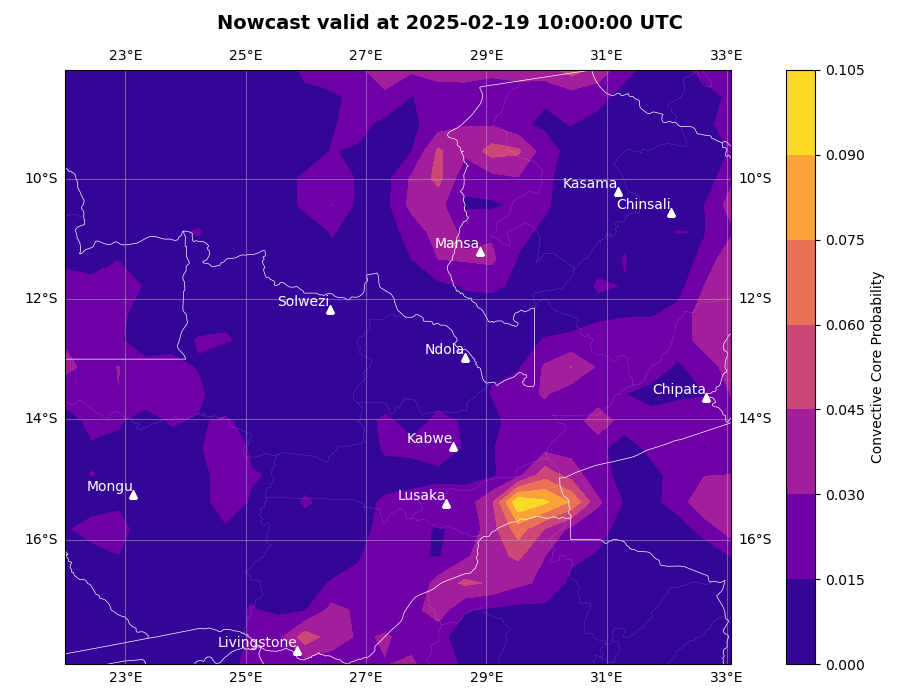 Nowcast valid at 2025-02-19 10:00:00 UTC
23°E 25°E 27°E 29°E 31°E 33°E
0.105
0.090
10°S 10°S
Kasama
Chinsali
0.075
Mansa
12°S 12°S
Solwezi
0.060
Ndola
Chipata
0.045
14°S 14°S
Kabwe
Mongu
Lusaka
0.030
16°S 16°S
0.015
Livingstone
0.000
23°E 25°E 27°E 29°E 31°E 33°E
Convective Core Probability